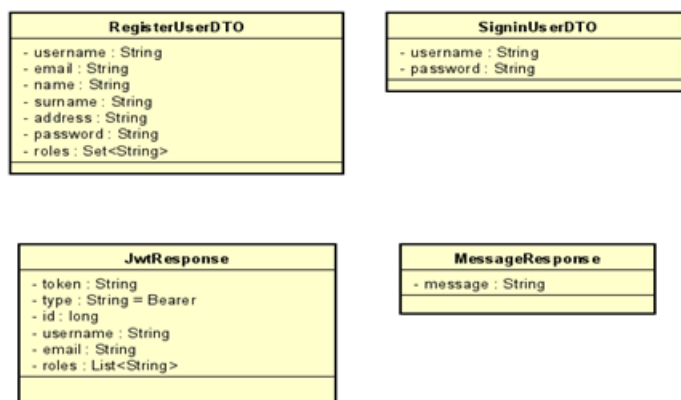 RegisterUserDTO
- username : String
- email : String
- name : String
- surname : String
- address : String
- password : String
- roles : Set<String>
SigninUserDTO
- username : String
- password : String
JwtResponse
- token : String
- type : String = Bearer
- id : long
- username : String
- email : String
- roles : List<String>
MessageResponse
- message : String